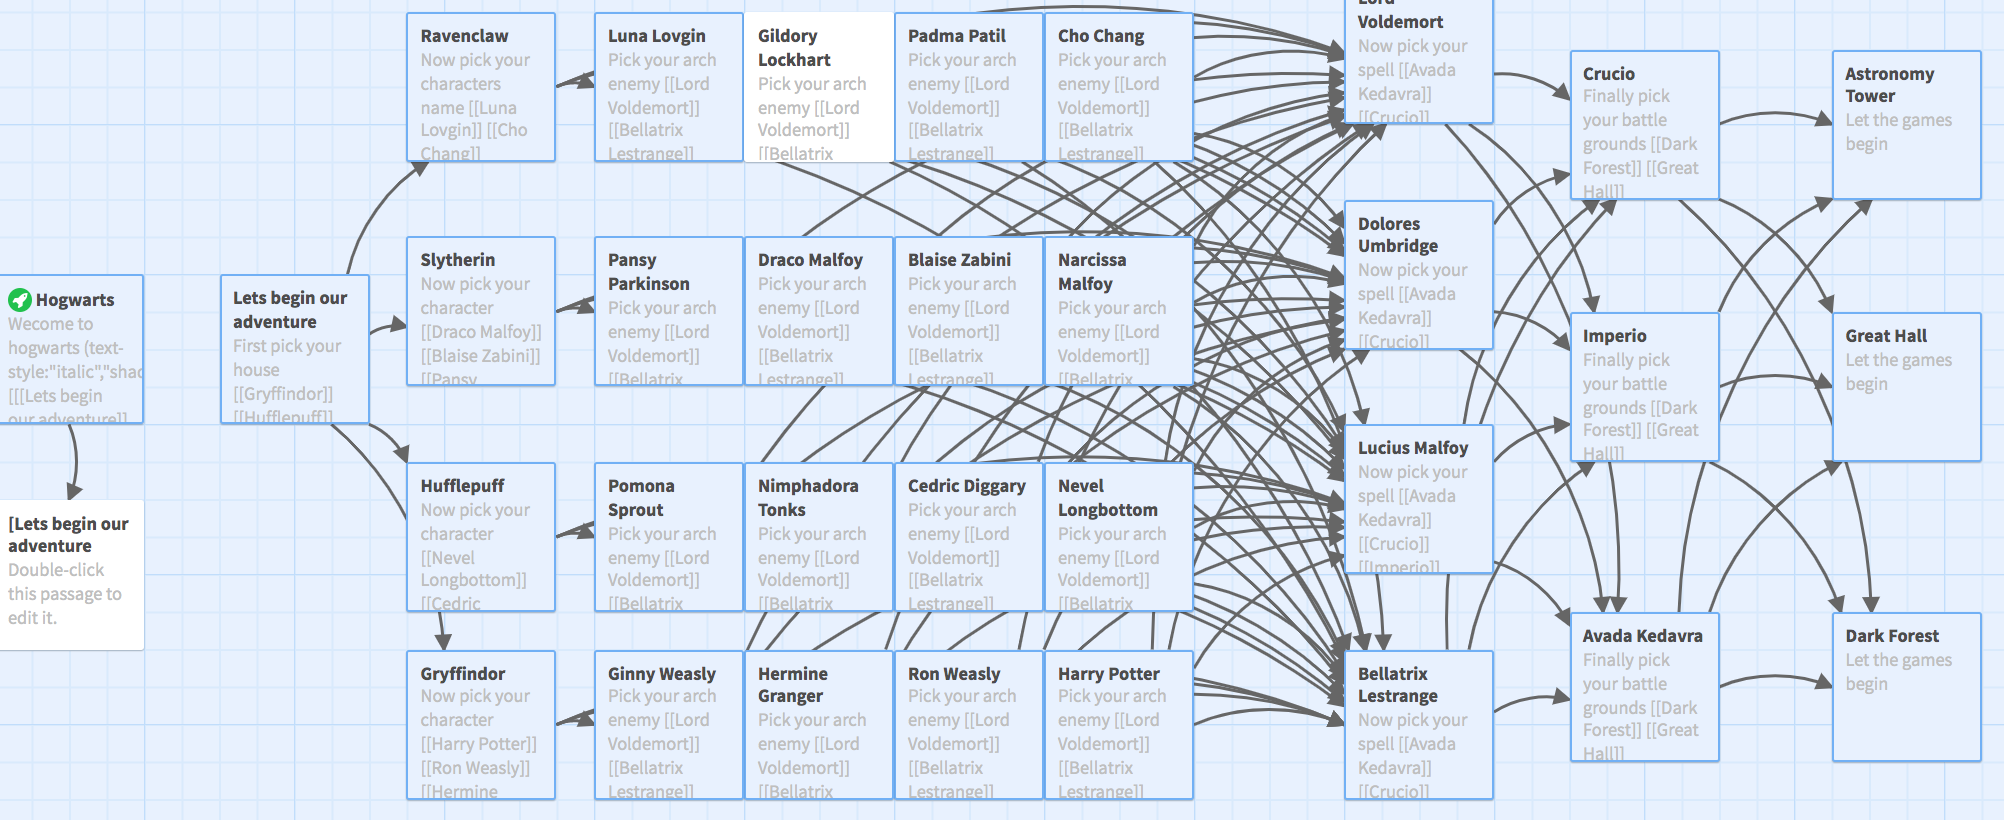 Hogwarts
Wecome to
hogwarts (text-
style:"italic","shad
[[[Lets begin
our adventure]]
[Lets begin our
adventure
Double-click
this passage to
edit it.
Lets begin our
adventure
First pick your
house
[[Gryffindor]]
[[Hufflepuff]]
Ravenclaw
Now pick your
characters
name [[Luna
Lovgin]] [[Cho
Chang]]
Slytherin
Now pick your
character
[[Draco Malfoy]]
[[Blaise Zabini]]
[[Pansy
Hufflepuff
Now pick your
character
[[Nevel
Longbottom]]
[[Cedric
Gryffindor
Now pick your
character
[[Harry Potter]]
[[Ron Weasly]]
[[Hermine
Luna Lovgin
Pick your arch
enemy [[Lord
Voldemort]]
[[Bellatrix
Lestrange]]
Gildory
Lockhart
Pick your arch
enemy [[Lord
Voldemort]]
[[Bellatrix
Padma Patil
Pick your arch
enemy [[Lord
Voldemort]]
[[Bellatrix
Lestrange]]
Cho Chang
Pick your arch
enemy [[Lord
Voldemort]]
[[Bellatrix
Lestrange]]
Pansy
Parkinson
Pick your arch
enemy [[Lord
Voldemort]]
[[Bellatrix
Draco Malfoy
Pick your arch
enemy [[Lord
Voldemort]]
[[Bellatrix
Lestrange]]
Blaise Zabini
Pick your arch
enemy [[Lord
Voldemort]]
[[Bellatrix
Lestrange]]
Narcissa
Malfoy
Pick your arch
enemy [[Lord
Voldemort]]
[[Bellatrix
Pomona
Sprout
Pick your arch
enemy [[Lord
Voldemort]]
[[Bellatrix
Nimphadora
Tonks
Pick your arch
enemy [[Lord
Voldemort]]
[[Bellatrix
Cedric Diggary
Pick your arch
enemy [[Lord
Voldemort]]
[[Bellatrix
Lestrange]]
Nevel
Longbottom
Pick your arch
enemy [[Lord
Voldemort]]
[[Bellatrix
Ginny Weasly
Pick your arch
enemy [[Lord
Voldemort]]
[[Bellatrix
Lestrange]]
Hermine
Granger
Pick your arch
enemy [[Lord
Voldemort]]
[[Bellatrix
Ron Weasly
Pick your arch
enemy [[Lord
Voldemort]]
[[Bellatrix
Lestrange]]
Harry Potter
Pick your arch
enemy [[Lord
Voldemort]]
[[Bellatrix
Lestrange]]
Lord
Voldemort
Now pick your
spell [[Avada
Kedavra]]
[[Crucio]]
Dolores
Umbridge
Now pick your
spell [[Avada
Kedavra]]
[[Crucio]]
Lucius Malfoy
Now pick your
spell [[Avada
Kedavra]]
[[Crucio]]
[[Imperio]]
Bellatrix
Lestrange
Now pick your
spell [[Avada
Kedavra]]
[[Crucio]]
Crucio
Finally pick
your battle
grounds [[Dark
Forest]] [[Great
Hall]]
Imperio
Finally pick
your battle
grounds [[Dark
Forest]] [[Great
Hall]]
Avada Kedavra
Finally pick
your battle
grounds [[Dark
Forest]] [[Great
Hall]]
Astronomy
Tower
Let the games
begin
Great Hall
Let the games
begin
Dark Forest
Let the games
begin